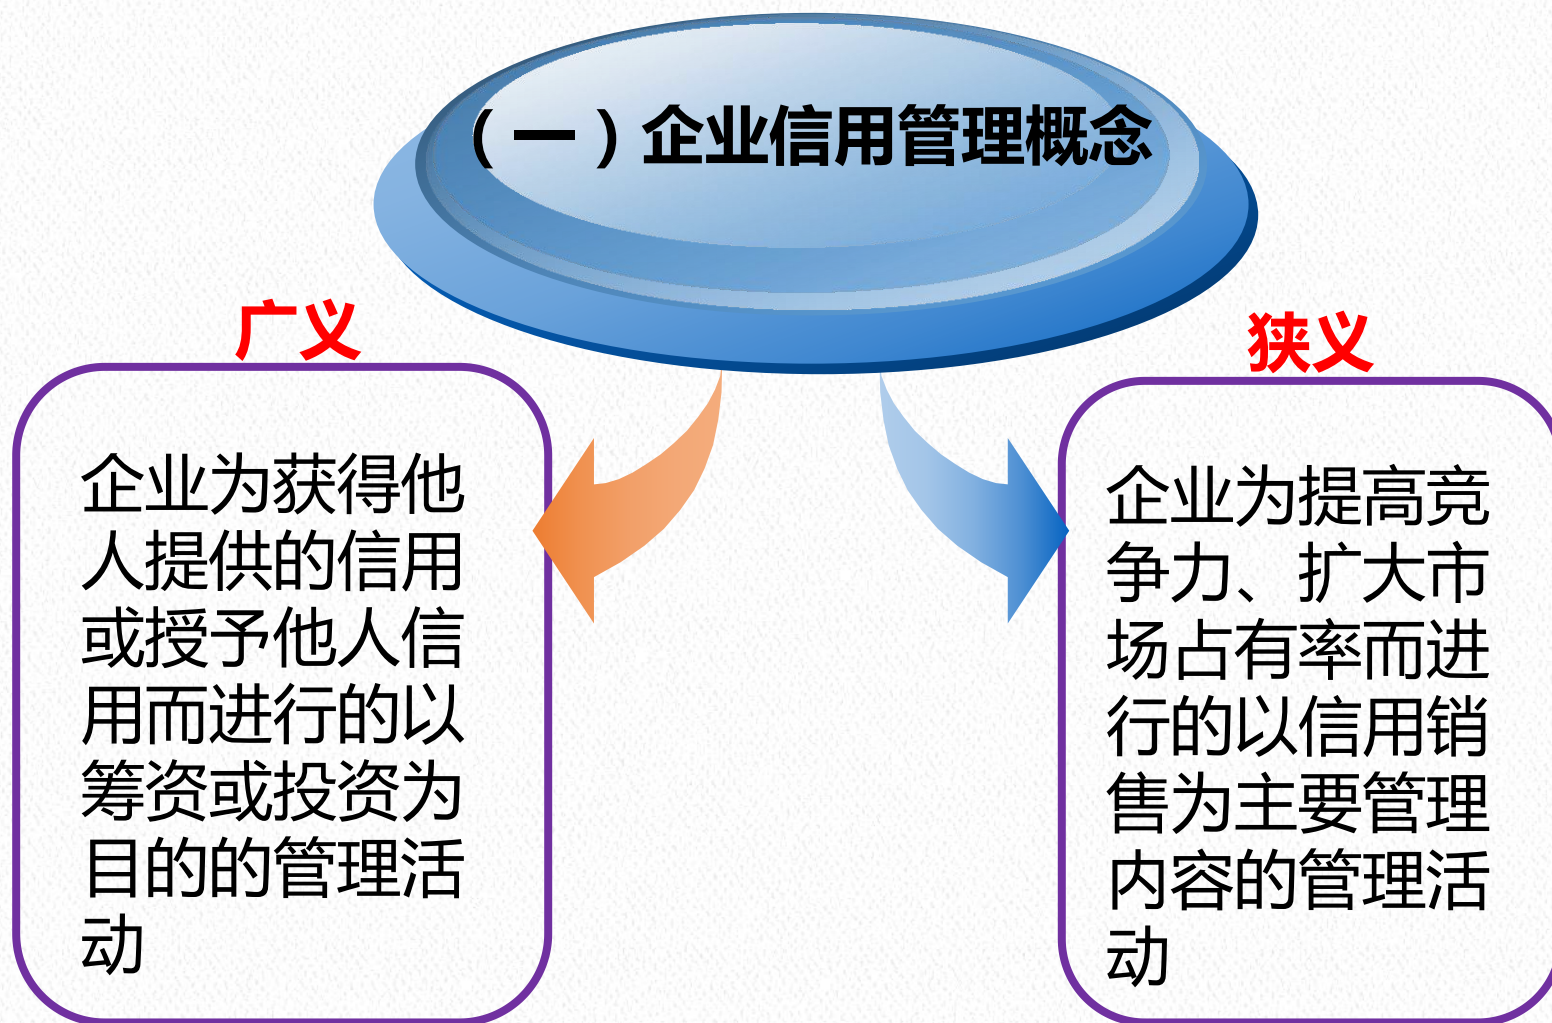 （一）企业信用管理概念
广义
企业为获得他
人提供的信用
或授予他人信
用而进行的以
筹资或投资为
目的的管理活
动
狭义
企业为提高竞
争力、扩大市
场占有率而进
行的以信用销
售为主要管理
内容的管理活
动